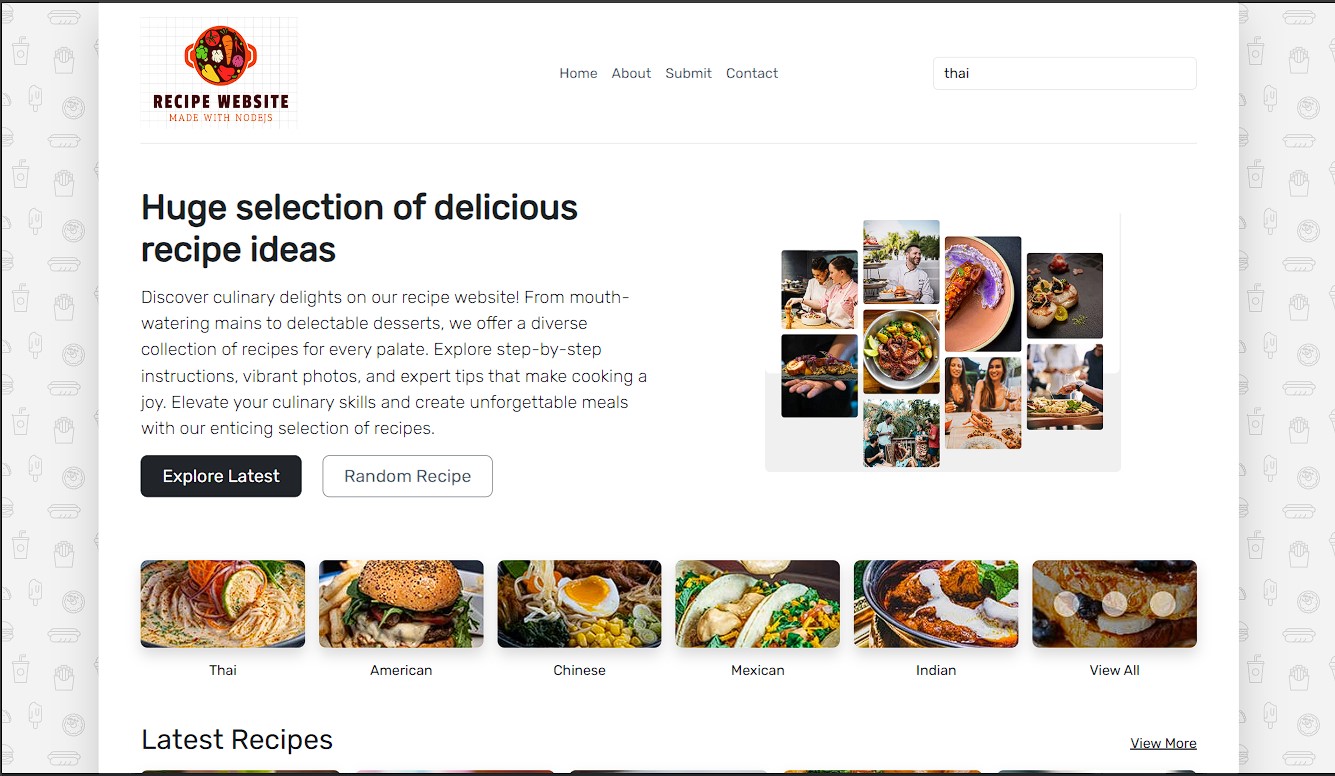 RECIPE WEBSITE
MADE WITH NODEJS
Home About Submit Contact
thai
Huge selection of delicious
recipe ideas
Discover culinary delights on our recipe website! From mouth-
watering mains to delectable desserts, we offer a diverse
collection of recipes for every palate. Explore step-by-step
instructions, vibrant photos, and expert tips that make cooking a
joy. Elevate your culinary skills and create unforgettable meals
with our enticing selection of recipes.
Explore Latest Random Recipe
Thai American Chinese Mexican Indian View All
Latest Recipes View More